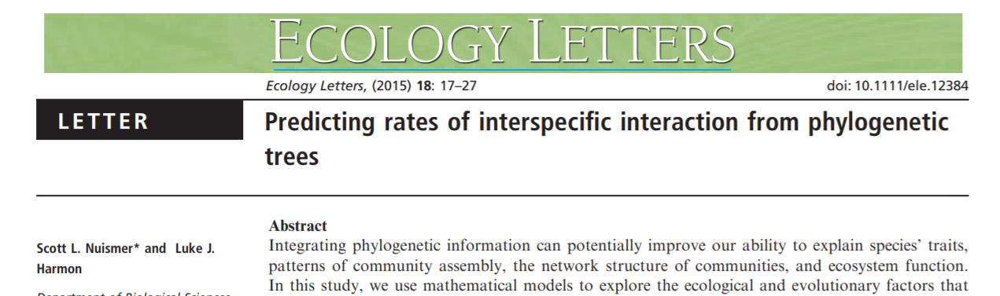 ECOLOGY LETTERS
Ecology Letters, (2015) 18: 17–27
doi: 10.1111/ele.12384
LETTER
Predicting rates of interspecific interaction from phylogenetic
trees
Scott L. Nuismer* and Luke J.
Harmon
Department of Biological Sciences
Abstract
Integrating phylogenetic information can potentially improve our ability to explain species' traits,
patterns of community assembly, the network structure of communities, and ecosystem function.
In this study, we use mathematical models to explore the ecological and evolutionary factors that